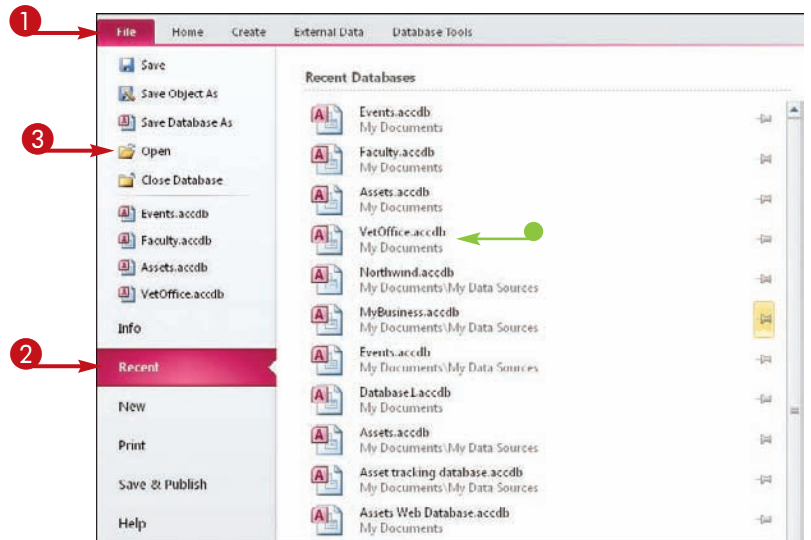 1
File Home Create External Data Database Tools
Save
Save Object As
Save Database As
3
Open
Close Database
Events.accdb
Faculty.accdb
Assets.accdb
VetOffice.accdb
Info
2
Recent
New
Print
Save & Publish
Help
Recent Databases
Events.accdb
My Documents
Faculty.accdb
My Documents
Assets.accdb
My Documents
VetOffice.accdb
My Documents
Northwind.accdb
My Documents\My Data Sources
MyBusiness.accdb
My Documents\My Data Sources
Events.accdb
My Documents\My Data Sources
Database1.accdb
My Documents
Assets.accdb
My Documents\My Data Sources
Asset tracking database.accdb
My Documents\My Data Sources
Assets Web Database.accdb
My Documents